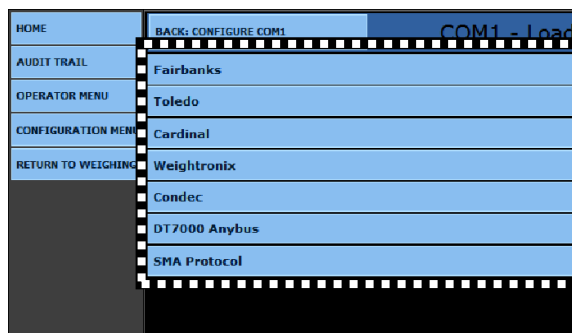 HOME
BACK: CONFIGURE COM1
COM1 - Load
AUDIT TRAIL
OPERATOR MENU
CONFIGURATION MENU
RETURN TO WEIGHING
Fairbanks
Toledo
Cardinal
Weightronix
Condec
DT7000 Anybus
SMA Protocol